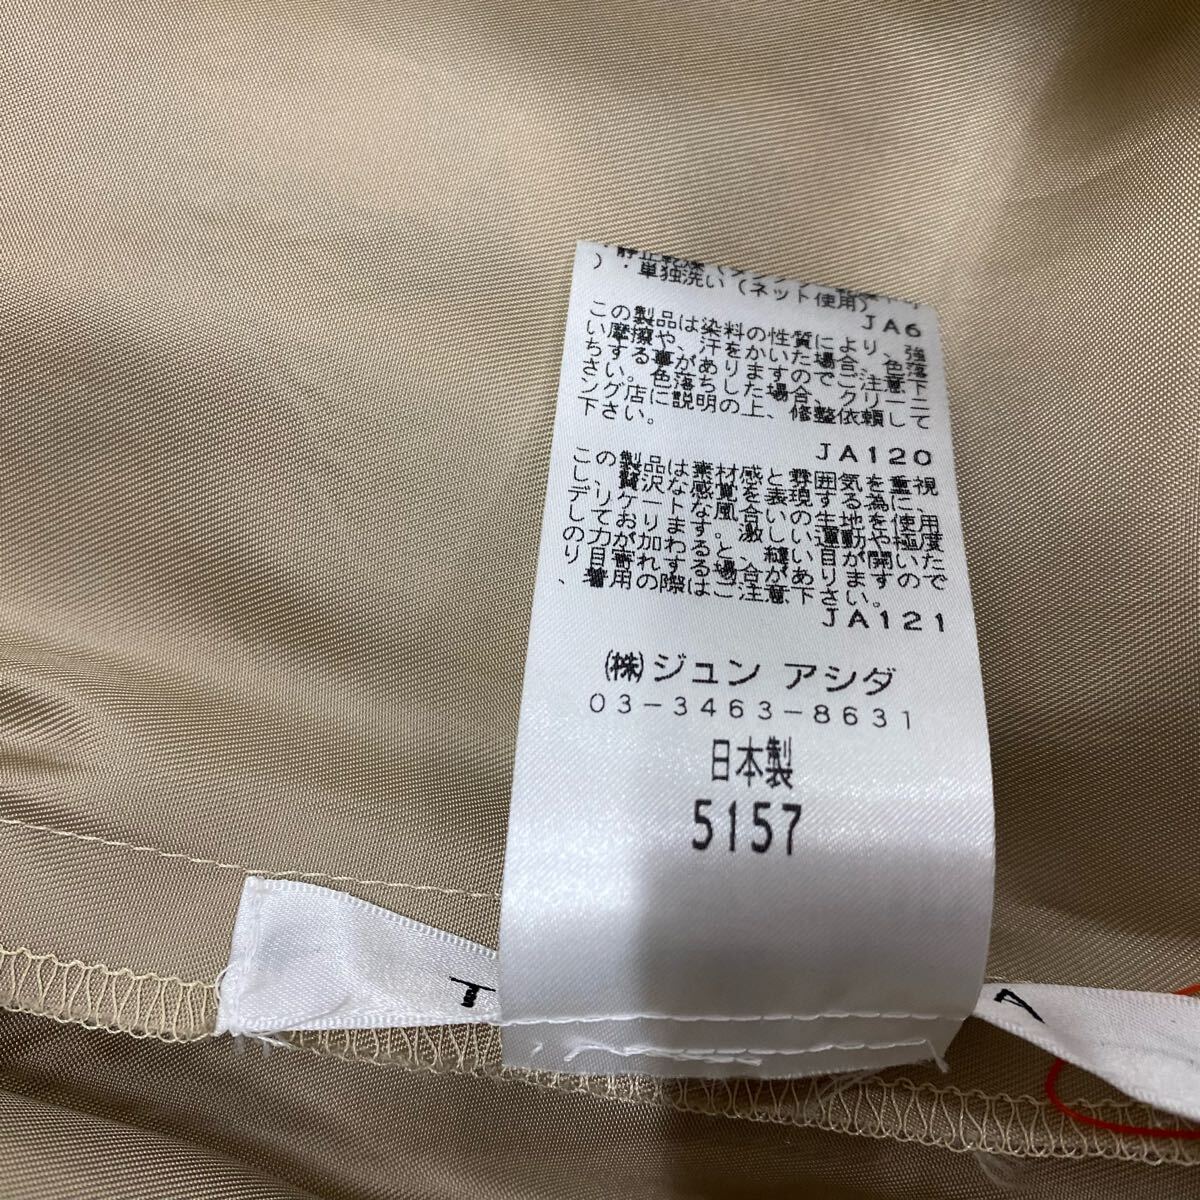 )・単独洗い(ネット使用)
JA6
この製品は染料の性質により、強
い摩擦や、汗をかいた場合、色落
ちする事がありますのでご注意下
さい。色落ちした場合、クリーニ
ング店に説明の上、修整依頼して
下さい。
JA120
この製品は素材感と雰囲気を重視
し、贅沢な感覚を表現する為に、
デリケートな風合いの生地を使用
しております。激しい運動や極度
の力が加わると、縫い目が開いた
り目寄れする場合がありますので
、着用の際はご注意下さい。
JA121
㈱ジュン アシダ
03-3463-8631
日本製
5157